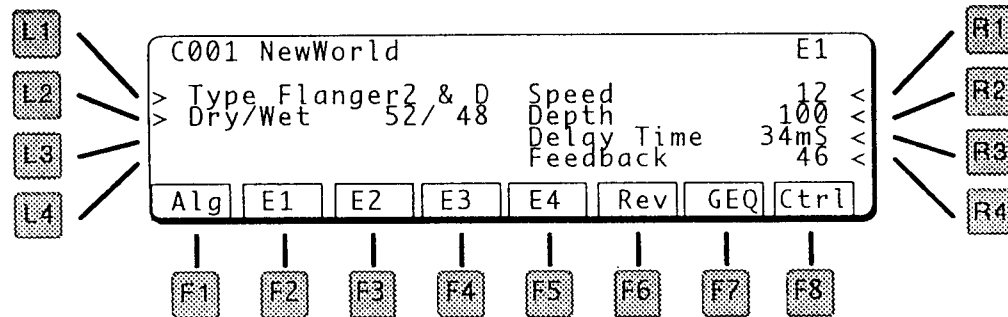 L1
L2
L3
L4
C001 NewWorld E1
> Type Flanger2 & D Speed 12 <
> Dry/Wet 52/ 48 Depth 100 <
Delay Time 34mS <
Feedback 46 <
Alg E1 E2 E3 E4 Rev GEQ Ctrl
R1
R2
R3
R4
F1 F2 F3 F4 F5 F6 F7 F8